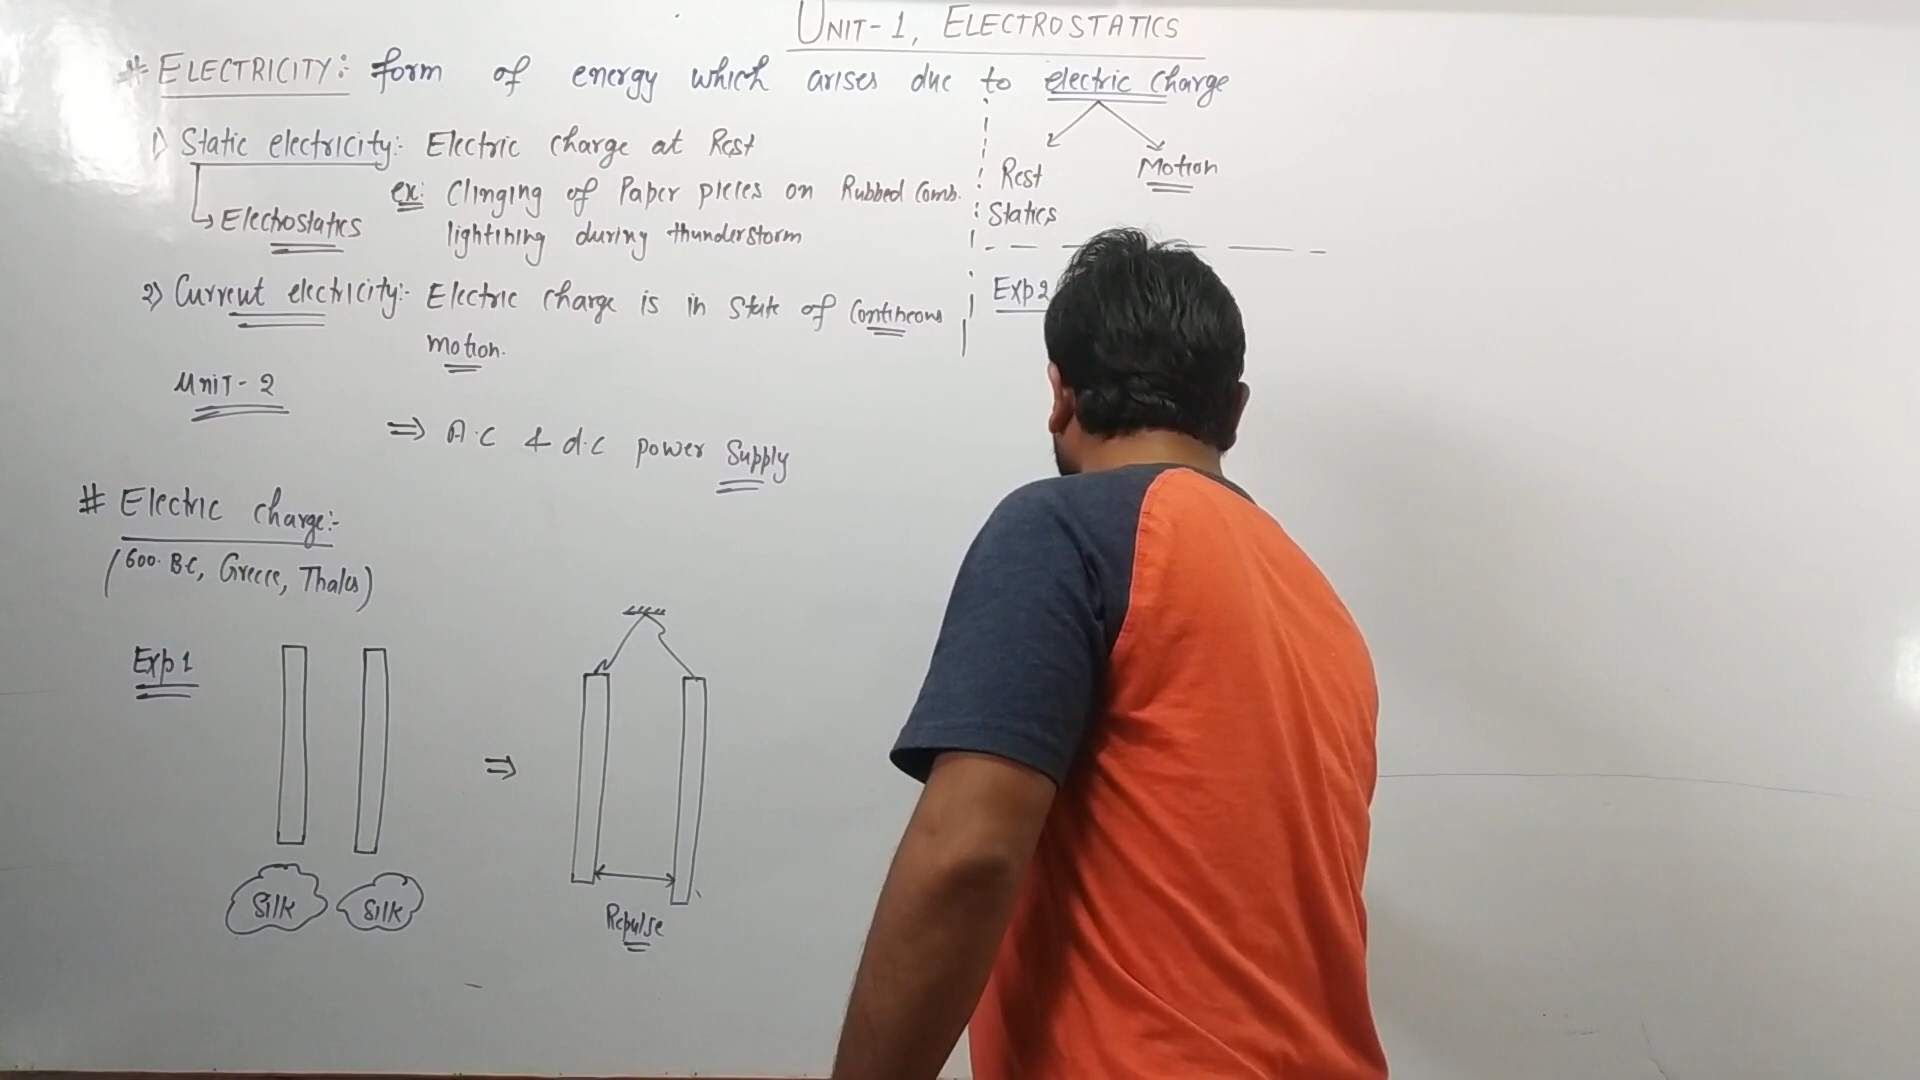 UNIT-1, ELECTROSTATICS
* ELECTRICITY: form of energy which arises due to electric charge
Rest
Statics
Motion
1) Static electricity:- Electric charge at Rest
ex: Clinging of Paper pieces on Rubbed Comb.
Electrostatics
lightining during thunderstorm
2) Current electricity:- Electric charge is in State of Contineous
motion.
UNIT-2
⇒ A.C & d.c power Supply
# Electric charge:-
(600. BC, Greece, Thales)
Exp 1
Silk
Silk
⇒
Repulse
Exp 2